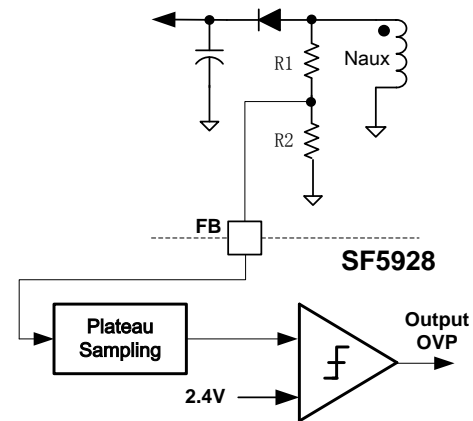 R1
Naux
R2
FB
SF5928
Plateau
Sampling
Output
OVP
2.4V